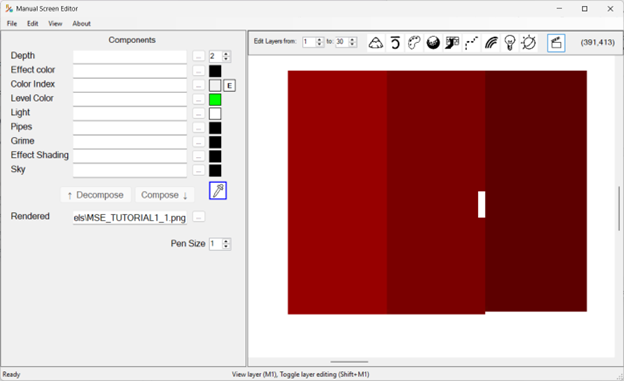 Manual Screen Editor
File Edit View About
Components
Edit Layers from: 1 to: 30 (391,413)
Depth ... 2
Effect color ...
Color Index ... E
Level Color ...
Light ...
Pipes ...
Grime ...
Effect Shading ...
Sky ...
↑ Decompose Compose ↓
Rendered els\MSE_TUTORIAL1_1.png ...
Pen Size 1
Ready View layer (M1), Toggle layer editing (Shift+M1)